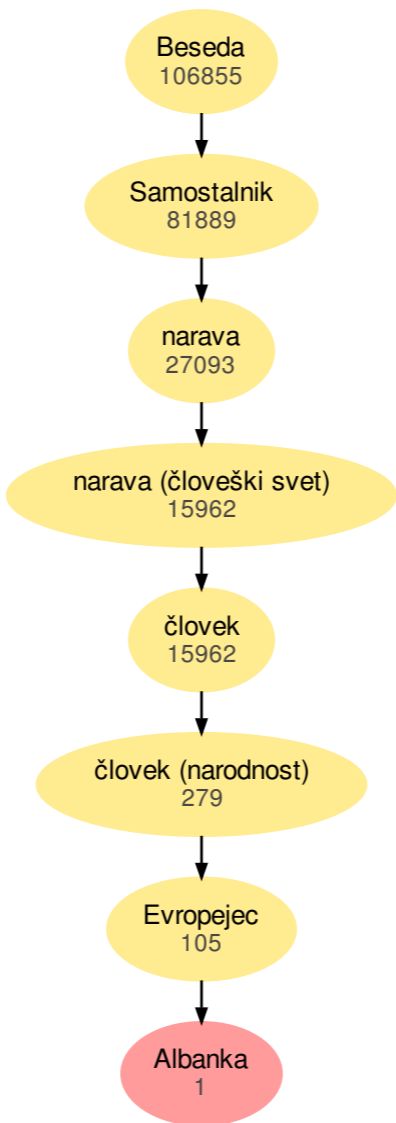 Beseda
106855
Samostalnik
81889
narava
27093
narava (človeški svet)
15962
človek
15962
človek (narodnost)
279
Evropejec
105
Albanka
1